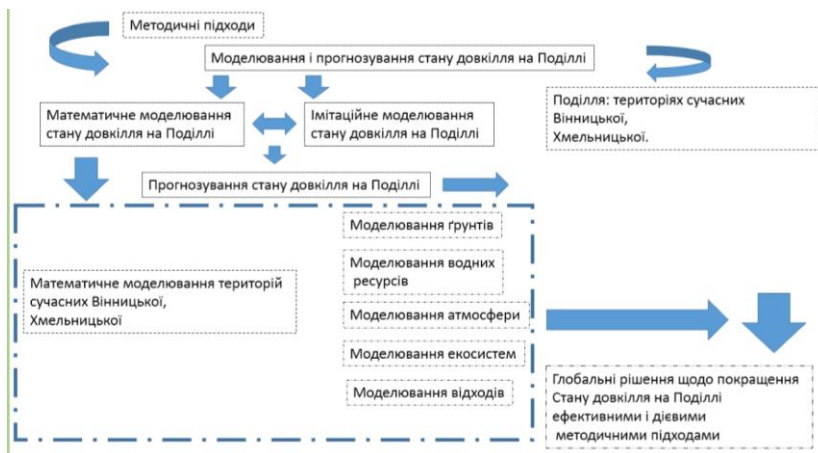 Методичні підходи
Моделювання і прогнозування стану довкілля на Поділлі
Математичне моделювання
стану довкілля на Поділлі
Імітаційне моделювання
стану довкілля на Поділлі
Поділля: територіях сучасних
Вінницької,
Хмельницької.
Прогнозування стану довкілля на Поділлі
Математичне моделювання територій
сучасних Вінницької,
Хмельницької
Моделювання ґрунтів
Моделювання водних
ресурсів
Моделювання атмосфери
Моделювання екосистем
Моделювання відходів
Глобальні рішення щодо покращення
Стану довкілля на Поділлі
ефективними і дієвими
методичними підходами